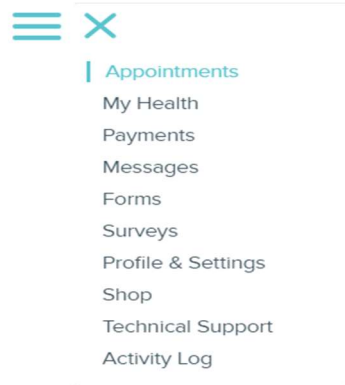 Appointments
My Health
Payments
Messages
Forms
Surveys
Profile & Settings
Shop
Technical Support
Activity Log